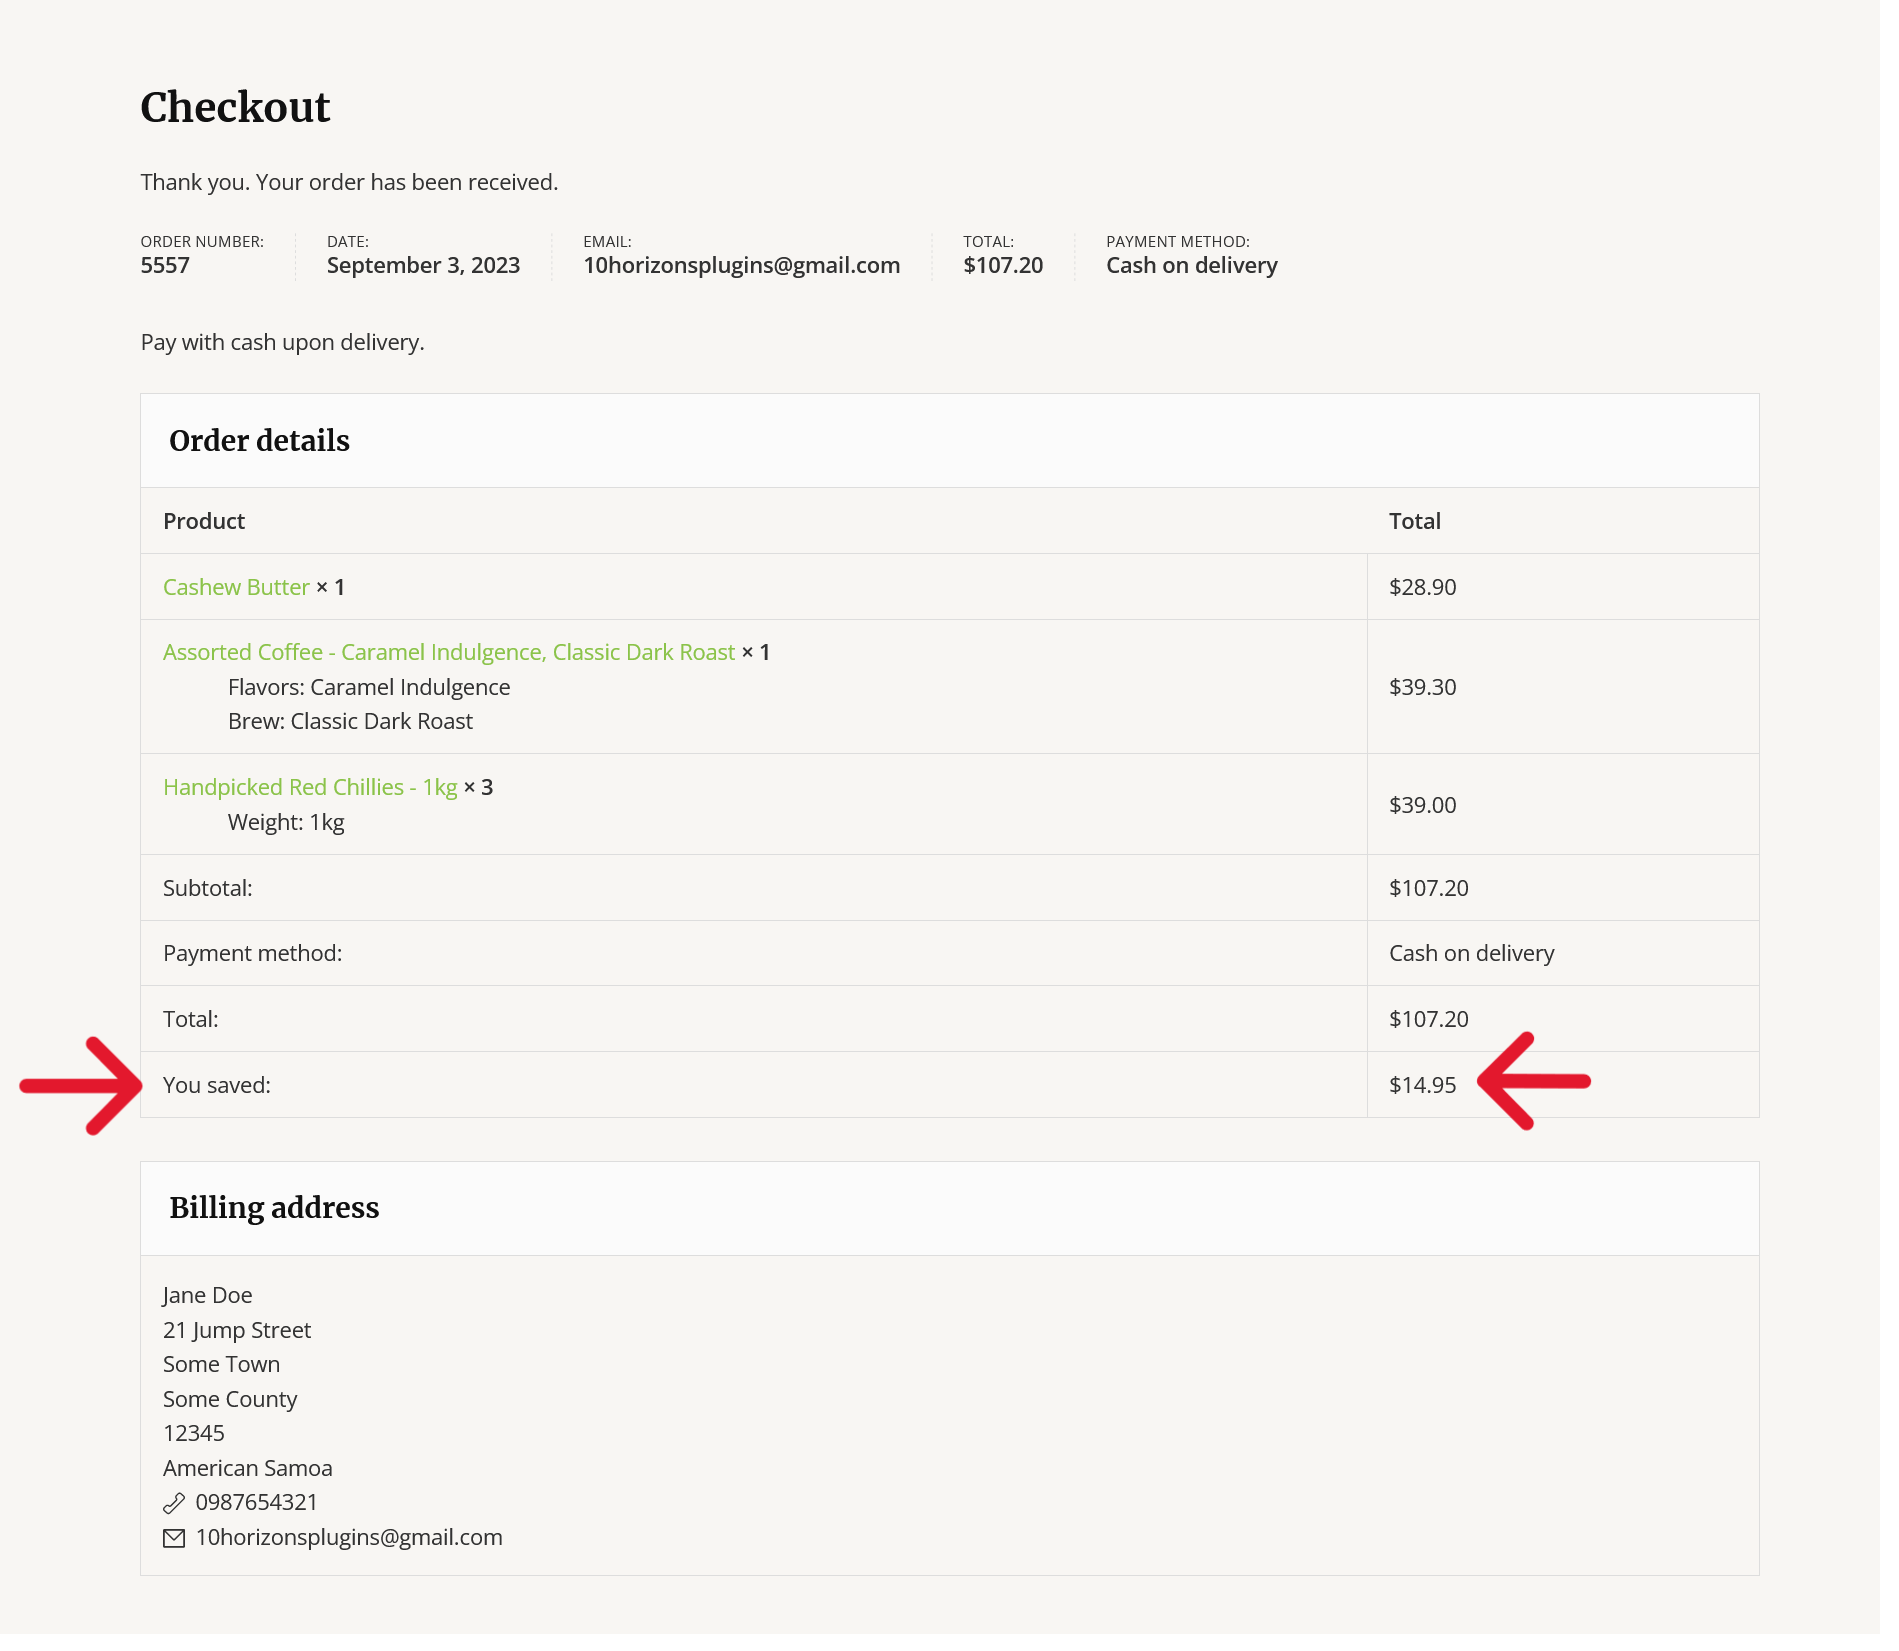 Checkout
Thank you. Your order has been received.
ORDER NUMBER: DATE: EMAIL: TOTAL: PAYMENT METHOD:
5557 September 3, 2023 10horizonsplugins@gmail.com $107.20 Cash on delivery
Pay with cash upon delivery.
Order details
Product Total
Cashew Butter × 1 $28.90
Assorted Coffee - Caramel Indulgence, Classic Dark Roast × 1
Flavors: Caramel Indulgence $39.30
Brew: Classic Dark Roast
Handpicked Red Chillies - 1kg × 3 $39.00
Weight: 1kg
Subtotal: $107.20
Payment method: Cash on delivery
Total: $107.20
You saved: $14.95
Billing address
Jane Doe
21 Jump Street
Some Town
Some County
12345
American Samoa
0987654321
10horizonsplugins@gmail.com